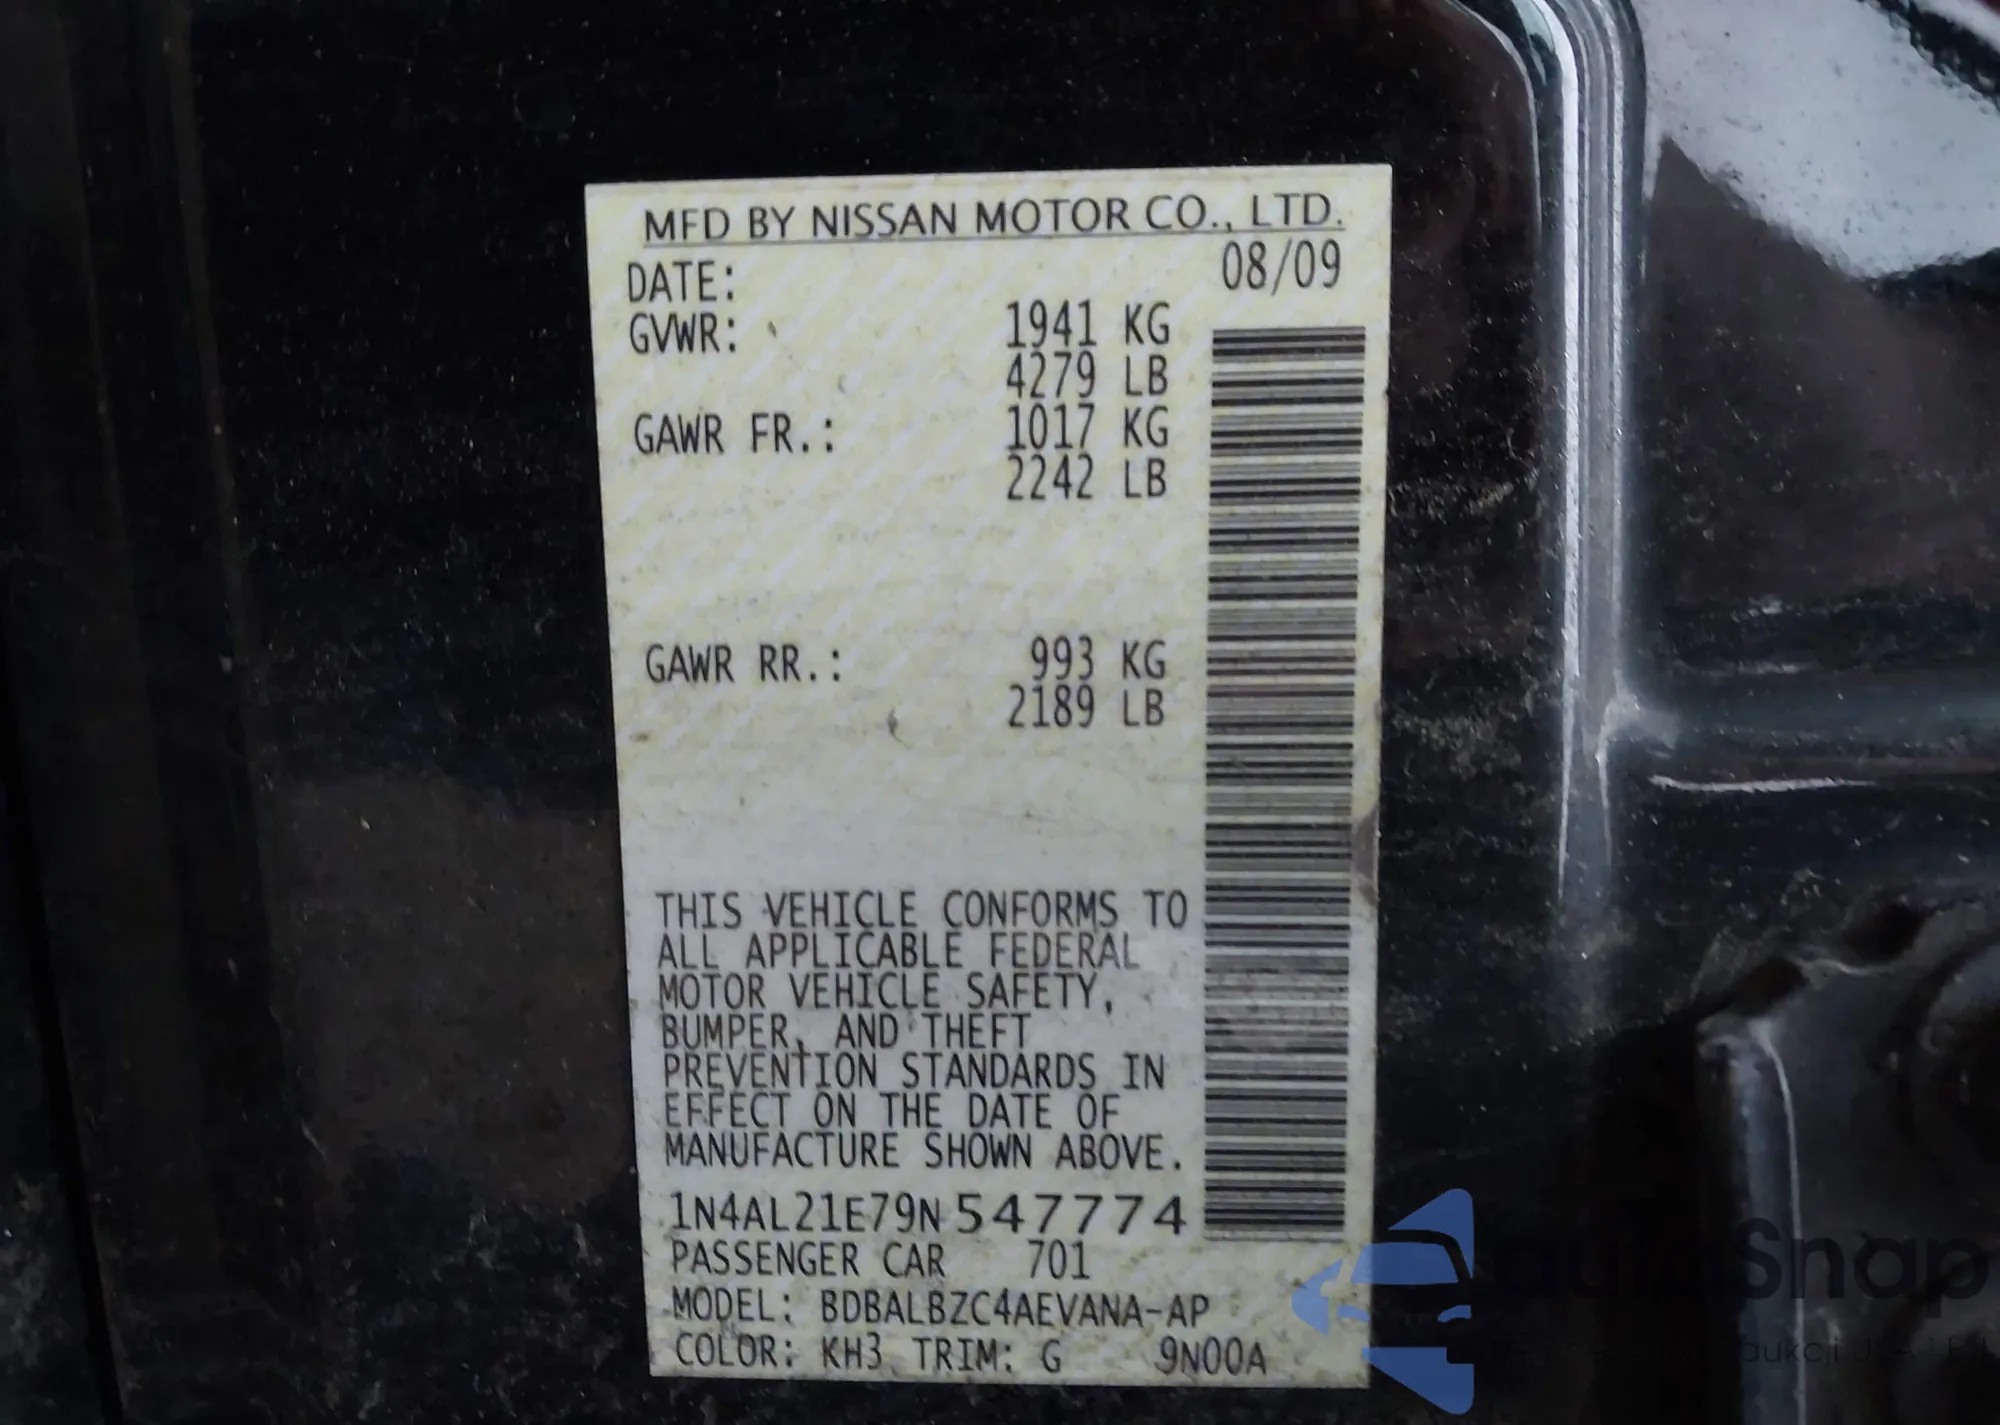 MFD BY NISSAN MOTOR CO., LTD.
DATE: 08/09
GVWR: 1941 KG
4279 LB
GAWR FR.: 1017 KG
2242 LB
GAWR RR.: 993 KG
2189 LB
THIS VEHICLE CONFORMS TO
ALL APPLICABLE FEDERAL
MOTOR VEHICLE SAFETY,
BUMPER, AND THEFT
PREVENTION STANDARDS IN
EFFECT ON THE DATE OF
MANUFACTURE SHOWN ABOVE.
1N4AL21E79N547774
PASSENGER CAR 701
MODEL: BDBALBZC4AEVANA-AP
COLOR: KH3 TRIM: G 9N00A
autoSnap
aukcji